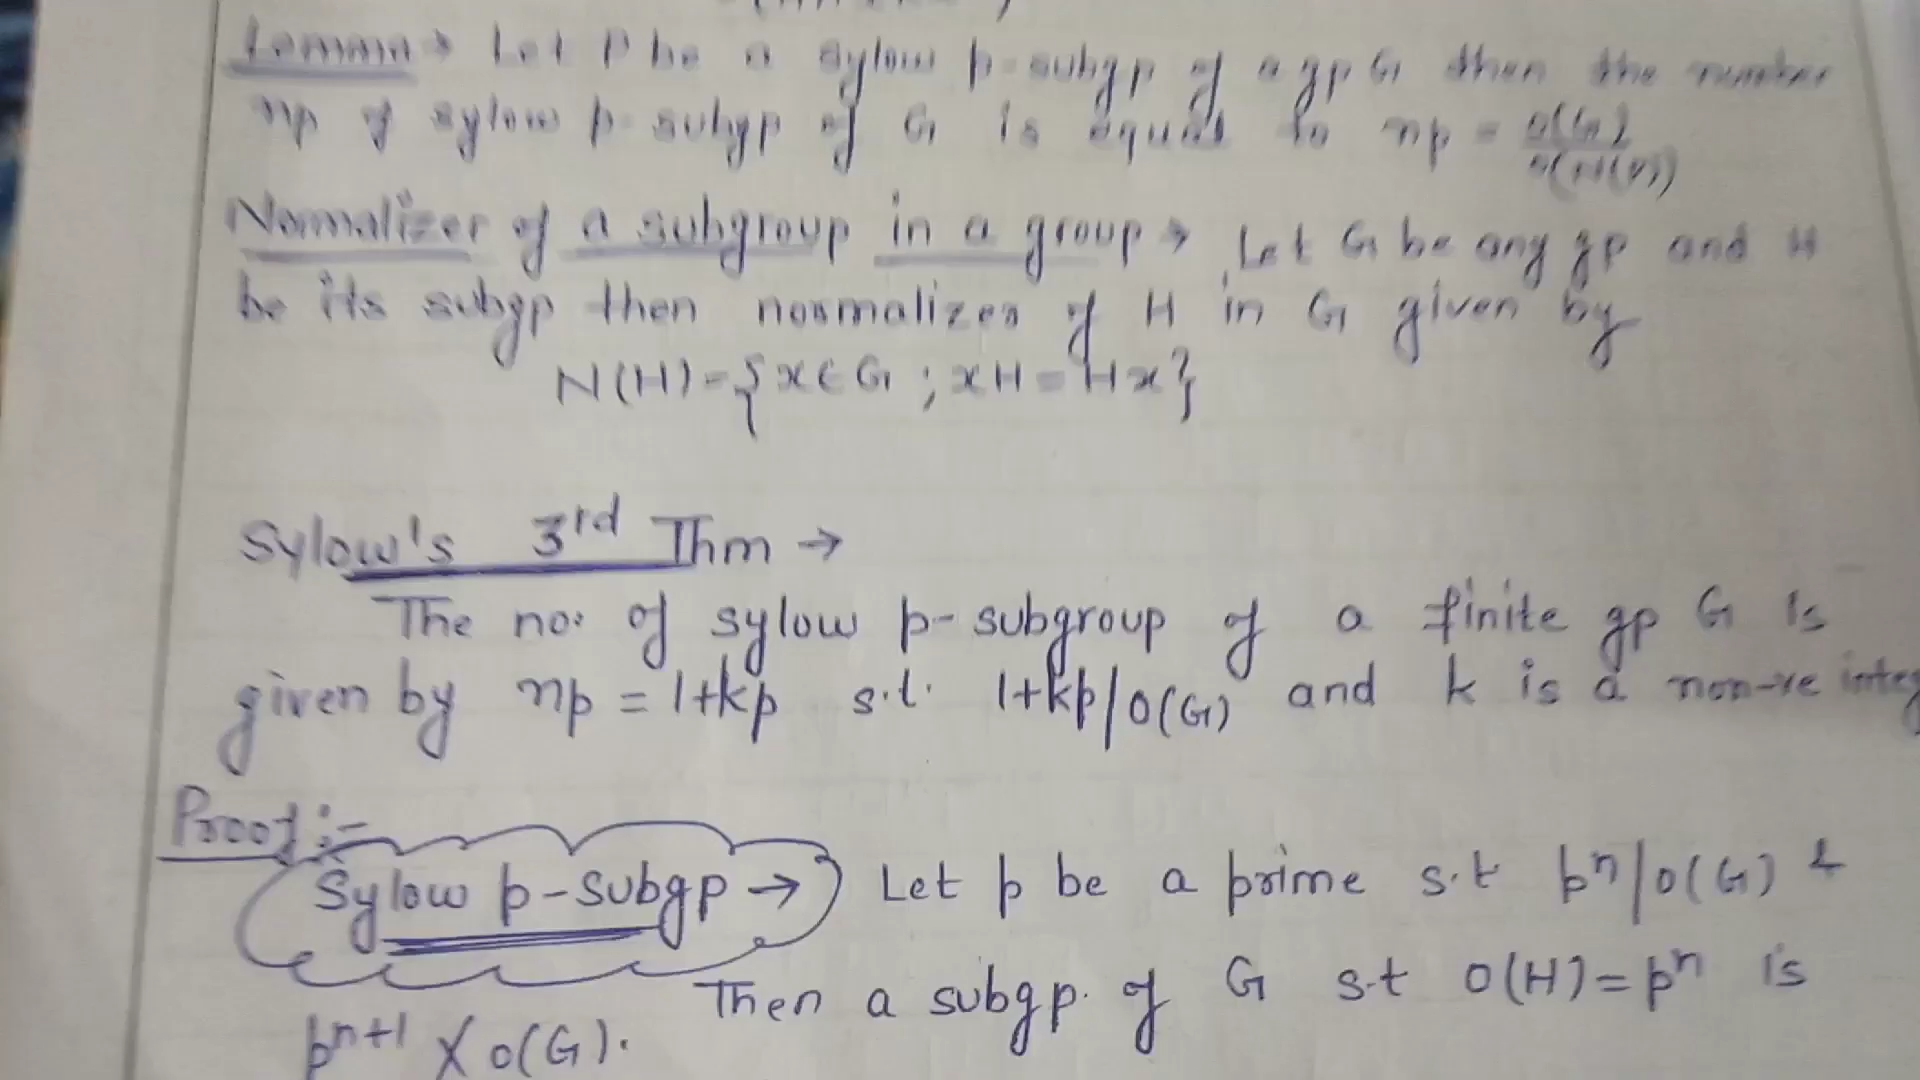 Lemma → Let P be a sylow p-subgp of a gp G then the number
np of sylow p-subgp of G is equal to np = o(G)/o(N(P))
Normalizer of a subgroup in a group → Let G be any gp and H
be its subgp then normalizer of H in G given by
N(H) = {x ∈ G ; xH = Hx}
Sylow's 3rd Thm →
The no. of sylow p-subgroup of a finite gp G is
given by np = 1+kp s.t. 1+kp/o(G) and k is a non-ve integ
Proof :-
Sylow p-subgp → Let p be a prime s.t p^n/o(G) &
p^n+1 ∤ o(G). Then a subgp. of G s.t O(H) = p^n is